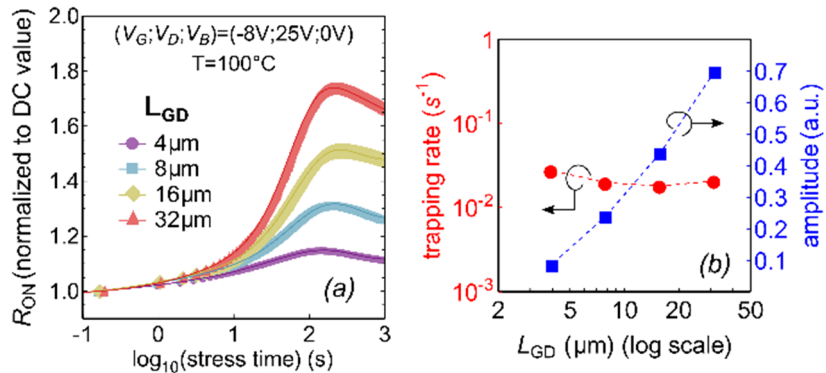 2.0
1.8
1.6
1.4
1.2
1.0
R_ON (normalized to DC value)
(V_G;V_D;V_B)=(-8V;25V;0V)
T=100°C
L_GD
4µm
8µm
16µm
32µm
(a)
-1 0 1 2 3
log₁₀(stress time) (s)
1
10⁻¹
10⁻²
10⁻³
trapping rate (s⁻¹)
0.7
0.6
0.5
0.4
0.3
0.2
0.1
amplitude (a.u.)
(b)
2 5 10 20 50
L_GD (µm) (log scale)